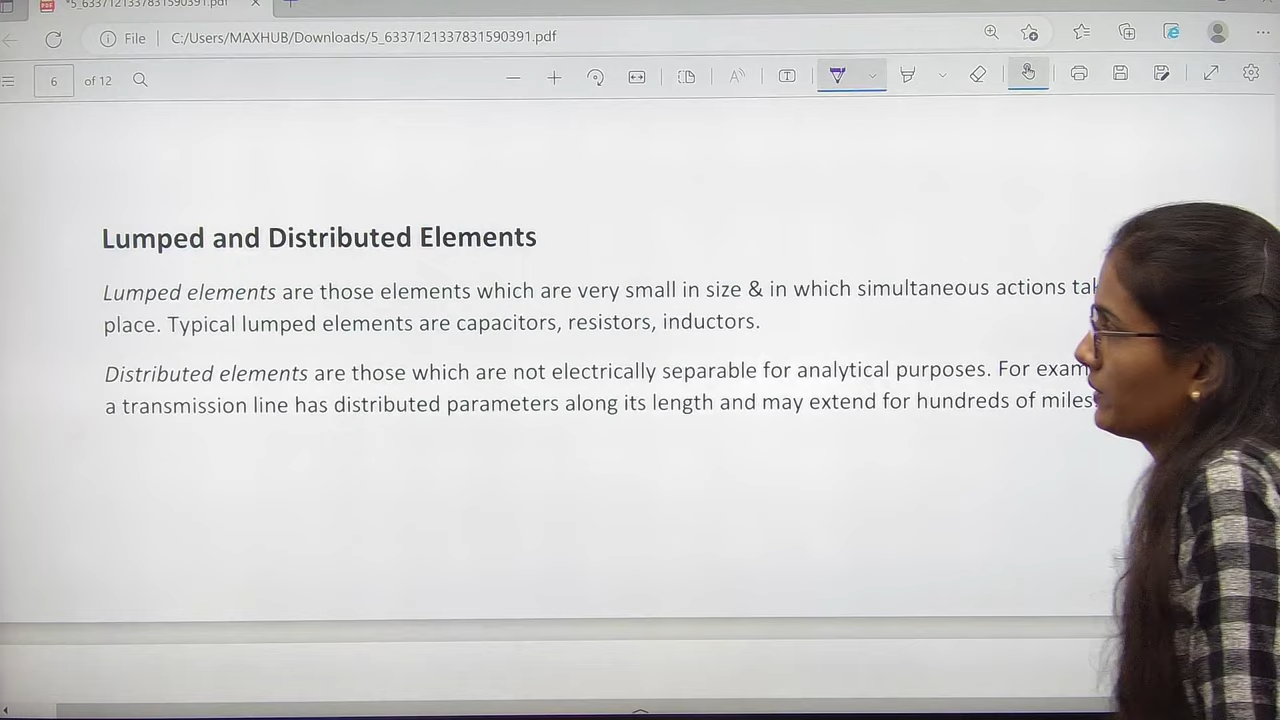 *5_6337121337831590391.pdf
File C:/Users/MAXHUB/Downloads/5_6337121337831590391.pdf
6 of 12
Lumped and Distributed Elements
Lumped elements are those elements which are very small in size & in which simultaneous actions
place. Typical lumped elements are capacitors, resistors, inductors.
Distributed elements are those which are not electrically separable for analytical purposes. For
a transmission line has distributed parameters along its length and may extend for hundreds of miles